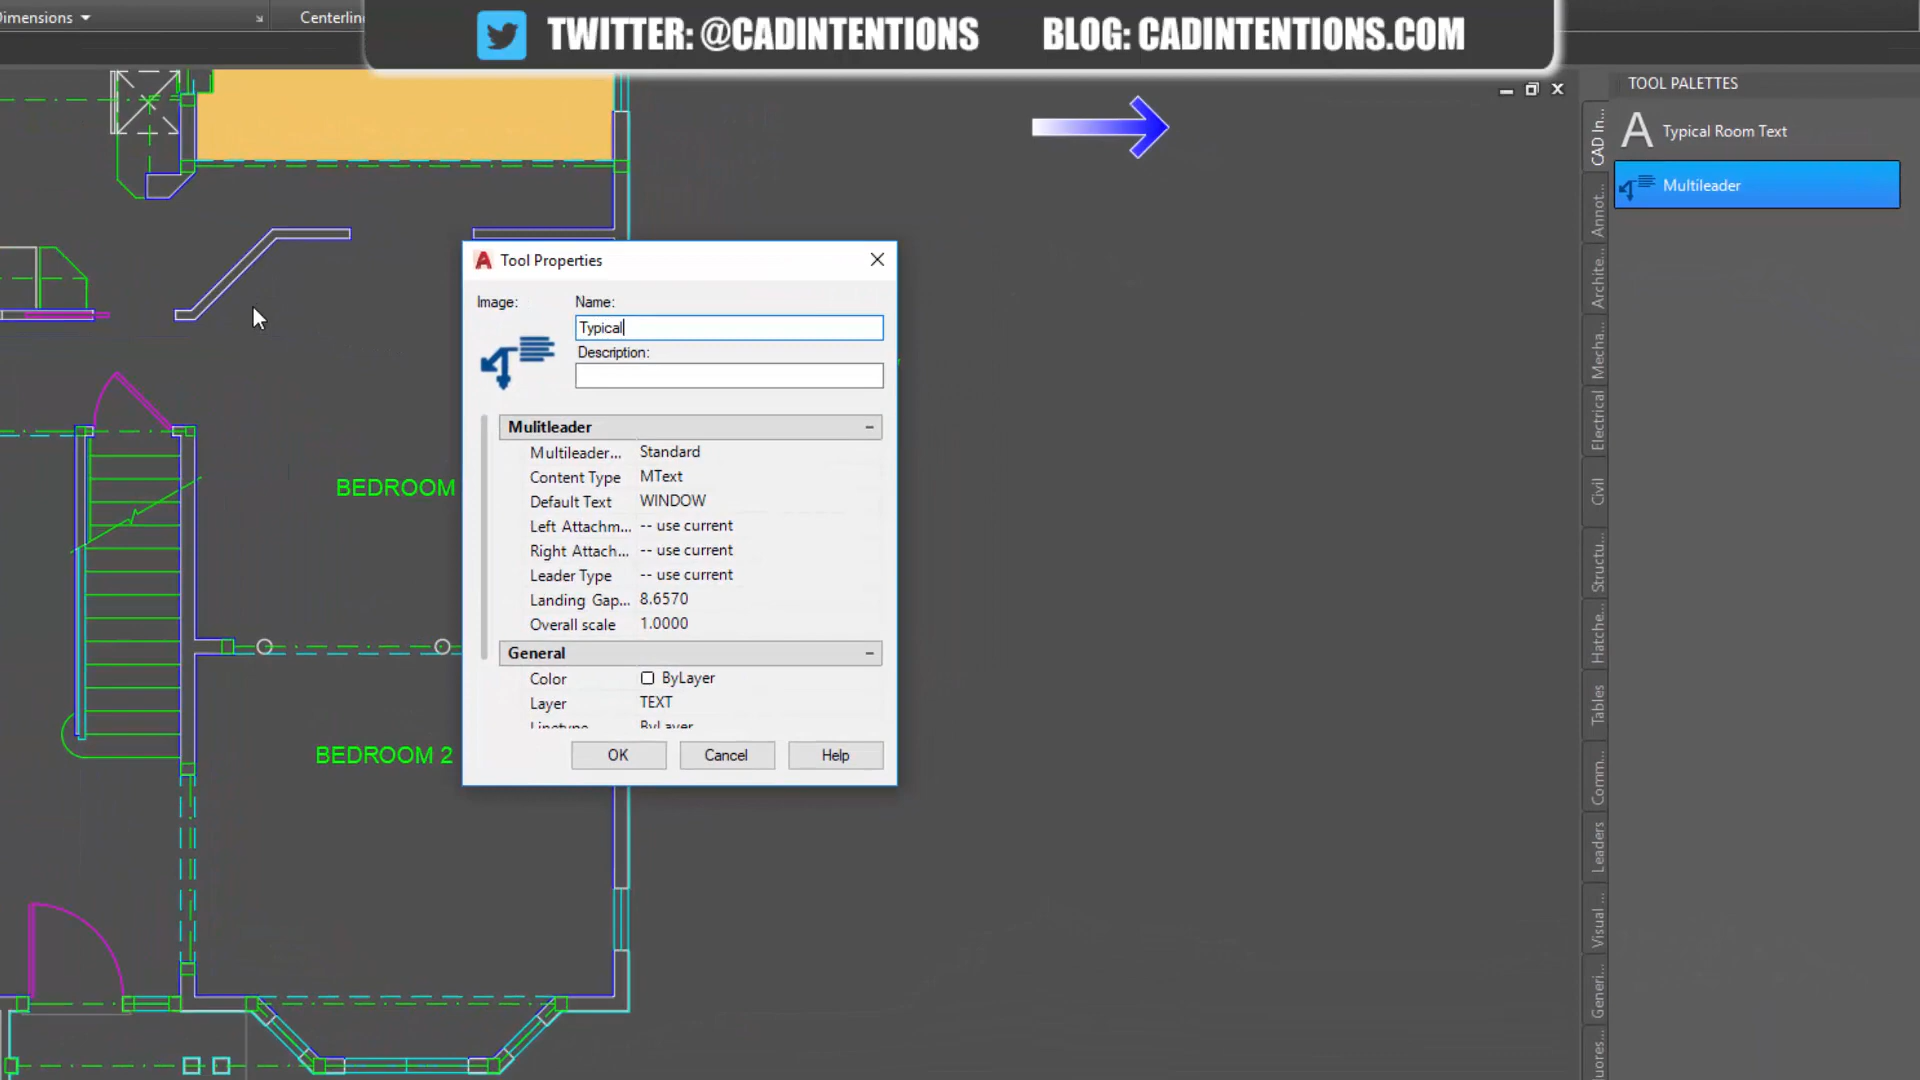 Dimensions
Centerlin
TWITTER: @CADINTENTIONS
BLOG: CADINTENTIONS.COM
TOOL PALETTES
Typical Room Text
Multileader
CAD In...
Annot...
Archite...
Mecha...
Electrical
Civil
Structu...
Hatche...
Tables
Comm...
Leaders
Visual ...
Generi...
uores...
Tool Properties
Image:
Name:
Typical
Description:
Mulitleader
Multileader... Standard
Content Type MText
Default Text WINDOW
Left Attachm... -- use current
Right Attach... -- use current
Leader Type -- use current
Landing Gap... 8.6570
Overall scale 1.0000
General
Color ByLayer
Layer TEXT
Linetype ByLayer
OK
Cancel
Help
BEDROOM
BEDROOM 2